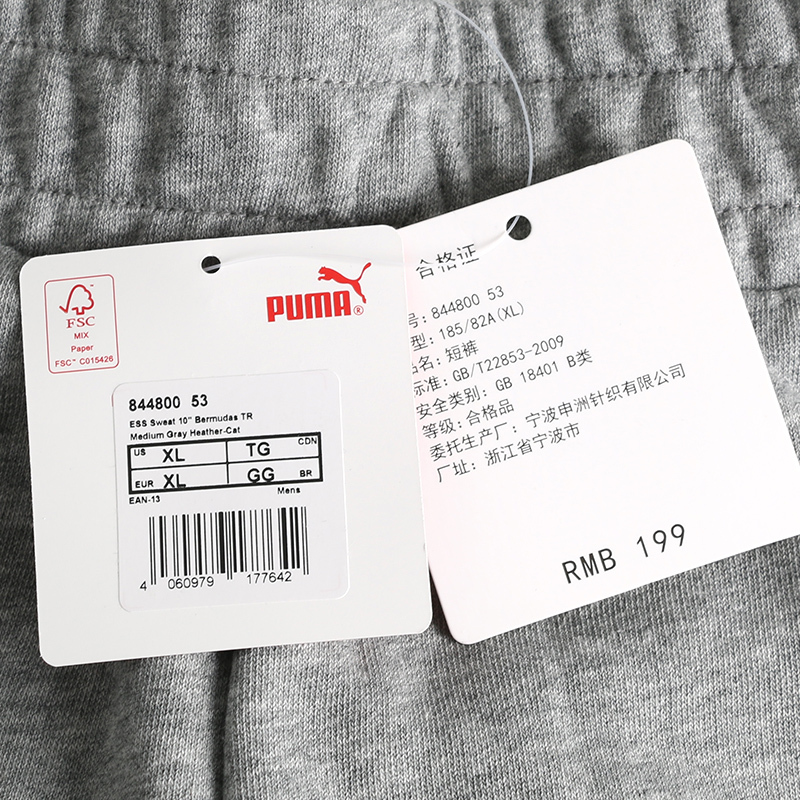 FSC
MIX
Paper
FSC™ C015426
PUMA®
844800 53
ESS Sweat 10" Bermudas TR
Medium Gray Heather-Cat
US XL TG CDN
EUR XL GG BR
EAN-13 Mens
4 060979 177642
合格证
号: 844800 53
型: 185/82A(XL)
名: 短裤
标准: GB/T22853-2009
安全类别: GB 18401 B类
等级: 合格品
委托生产厂: 宁波申洲针织有限公司
厂址: 浙江省宁波市
RMB 199